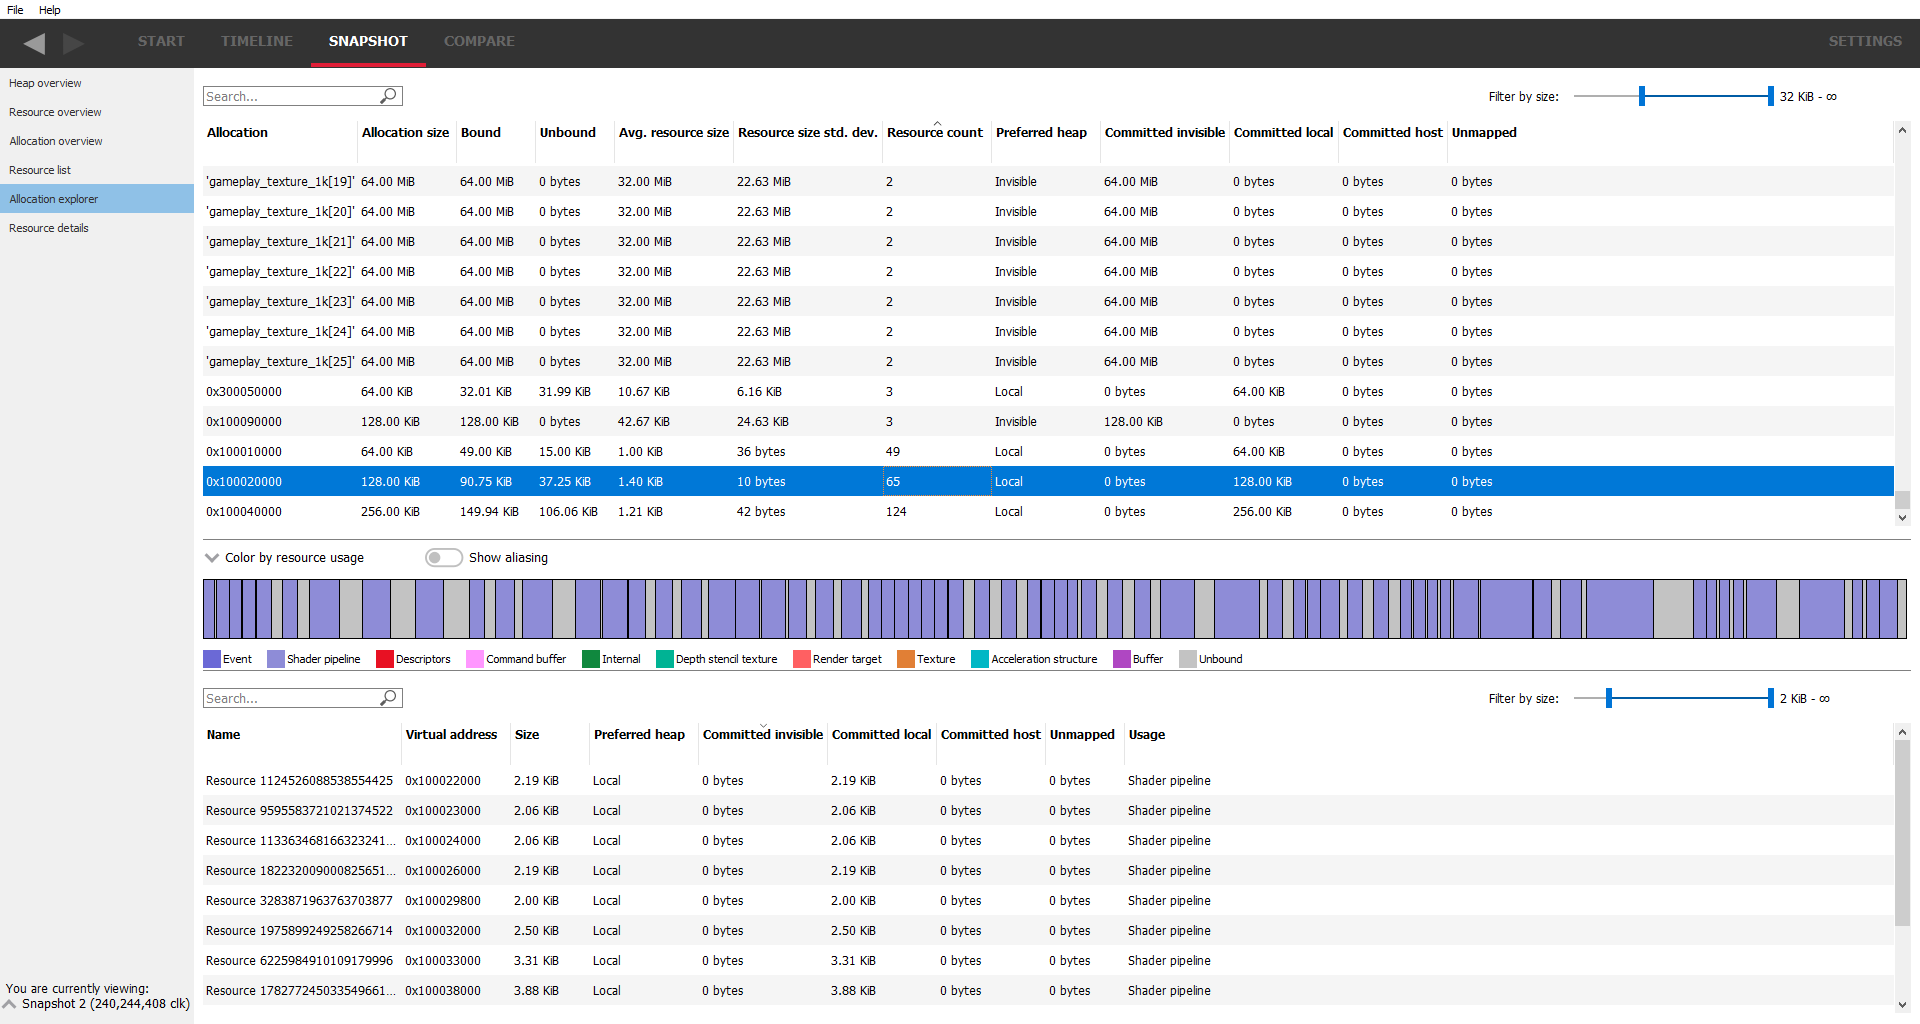 File Help
START TIMELINE SNAPSHOT COMPARE SETTINGS
Heap overview
Resource overview
Allocation overview
Resource list
Allocation explorer
Resource details
Search... Filter by size: 32 KiB - ∞
Allocation Allocation size Bound Unbound Avg. resource size Resource size std. dev. Resource count Preferred heap Committed invisible Committed local Committed host Unmapped
'gameplay_texture_1k[19]' 64.00 MiB 64.00 MiB 0 bytes 32.00 MiB 22.63 MiB 2 Invisible 64.00 MiB 0 bytes 0 bytes 0 bytes
'gameplay_texture_1k[20]' 64.00 MiB 64.00 MiB 0 bytes 32.00 MiB 22.63 MiB 2 Invisible 64.00 MiB 0 bytes 0 bytes 0 bytes
'gameplay_texture_1k[21]' 64.00 MiB 64.00 MiB 0 bytes 32.00 MiB 22.63 MiB 2 Invisible 64.00 MiB 0 bytes 0 bytes 0 bytes
'gameplay_texture_1k[22]' 64.00 MiB 64.00 MiB 0 bytes 32.00 MiB 22.63 MiB 2 Invisible 64.00 MiB 0 bytes 0 bytes 0 bytes
'gameplay_texture_1k[23]' 64.00 MiB 64.00 MiB 0 bytes 32.00 MiB 22.63 MiB 2 Invisible 64.00 MiB 0 bytes 0 bytes 0 bytes
'gameplay_texture_1k[24]' 64.00 MiB 64.00 MiB 0 bytes 32.00 MiB 22.63 MiB 2 Invisible 64.00 MiB 0 bytes 0 bytes 0 bytes
'gameplay_texture_1k[25]' 64.00 MiB 64.00 MiB 0 bytes 32.00 MiB 22.63 MiB 2 Invisible 64.00 MiB 0 bytes 0 bytes 0 bytes
0x300050000 64.00 KiB 32.01 KiB 31.99 KiB 10.67 KiB 6.16 KiB 3 Local 0 bytes 64.00 KiB 0 bytes 0 bytes
0x100090000 128.00 KiB 128.00 KiB 0 bytes 42.67 KiB 24.63 KiB 3 Invisible 128.00 KiB 0 bytes 0 bytes 0 bytes
0x100010000 64.00 KiB 49.00 KiB 15.00 KiB 1.00 KiB 36 bytes 49 Local 0 bytes 64.00 KiB 0 bytes 0 bytes
0x100020000 128.00 KiB 90.75 KiB 37.25 KiB 1.40 KiB 10 bytes 65 Local 0 bytes 128.00 KiB 0 bytes 0 bytes
0x100040000 256.00 KiB 149.94 KiB 106.06 KiB 1.21 KiB 42 bytes 124 Local 0 bytes 256.00 KiB 0 bytes 0 bytes
Color by resource usage Show aliasing
Event Shader pipeline Descriptors Command buffer Internal Depth stencil texture Render target Texture Acceleration structure Buffer Unbound
Search... Filter by size: 2 KiB - ∞
Name Virtual address Size Preferred heap Committed invisible Committed local Committed host Unmapped Usage
Resource 1124526088538554425 0x100022000 2.19 KiB Local 0 bytes 2.19 KiB 0 bytes 0 bytes Shader pipeline
Resource 9595583721021374522 0x100023000 2.06 KiB Local 0 bytes 2.06 KiB 0 bytes 0 bytes Shader pipeline
Resource 113363468166323241... 0x100024000 2.06 KiB Local 0 bytes 2.06 KiB 0 bytes 0 bytes Shader pipeline
Resource 182232009000825651... 0x100026000 2.19 KiB Local 0 bytes 2.19 KiB 0 bytes 0 bytes Shader pipeline
Resource 3283871963763703877 0x100029800 2.00 KiB Local 0 bytes 2.00 KiB 0 bytes 0 bytes Shader pipeline
Resource 1975899249258266714 0x100032000 2.50 KiB Local 0 bytes 2.50 KiB 0 bytes 0 bytes Shader pipeline
Resource 6225984910109179996 0x100033000 3.31 KiB Local 0 bytes 3.31 KiB 0 bytes 0 bytes Shader pipeline
Resource 178277245033549661... 0x100038000 3.88 KiB Local 0 bytes 3.88 KiB 0 bytes 0 bytes Shader pipeline
You are currently viewing:
Snapshot 2 (240,244,408 clk)